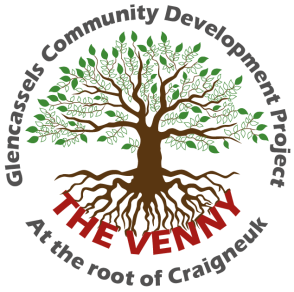 Glencassels Community Development Project
THE VENNY
At the root of Craigneuk